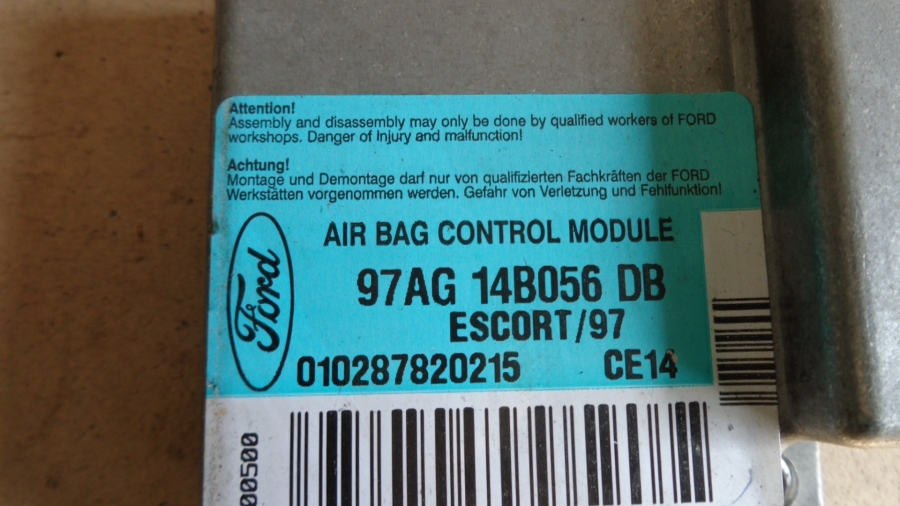 Attention!
Assembly and disassembly may only be done by qualified workers of FORD
workshops. Danger of Injury and malfunction!
Achtung!
Montage und Demontage darf nur von qualifizierten Fachkräften der FORD
Werkstätten vorgenommen werden. Gefahr von Verletzung und Fehlfunktion!
AIR BAG CONTROL MODULE
Ford
97AG 14B056 DB
ESCORT/97
010287820215 CE14
00500